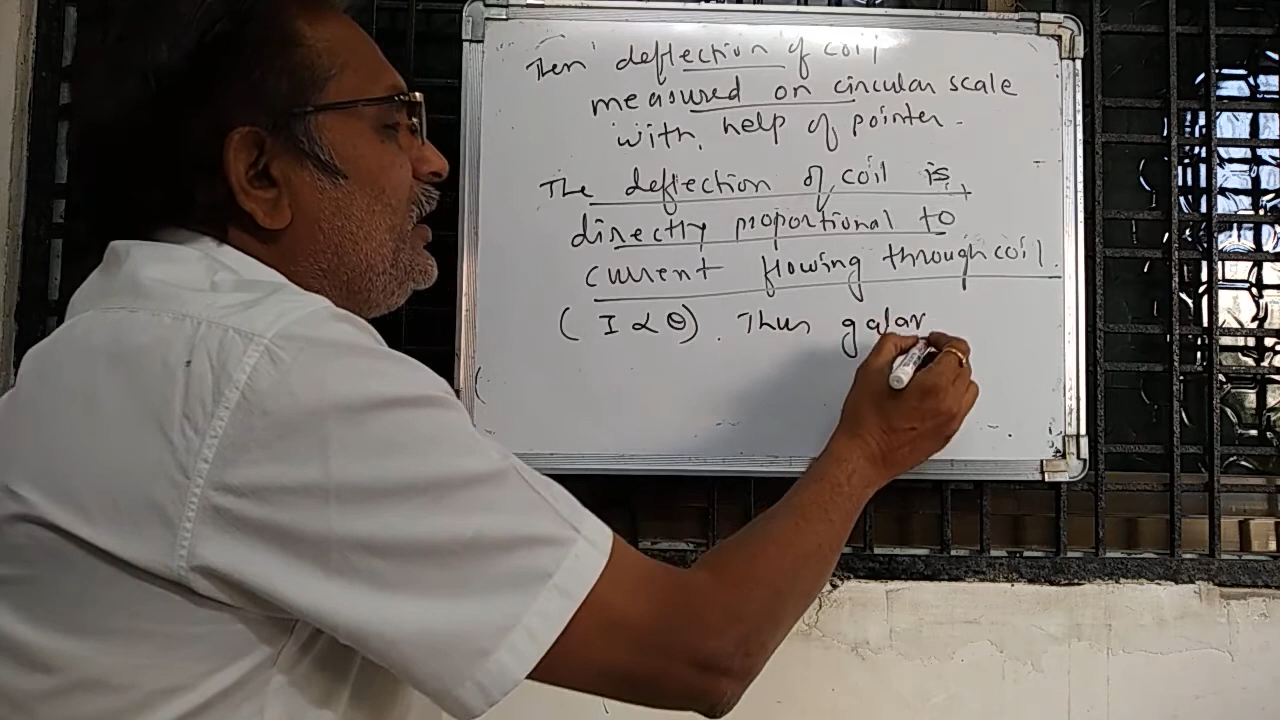 Then deflection of coil
measured on circular scale
with help of pointer.
The deflection of coil is
directly proportional to
current flowing through coil.
( I ∝ θ ). Thus galav